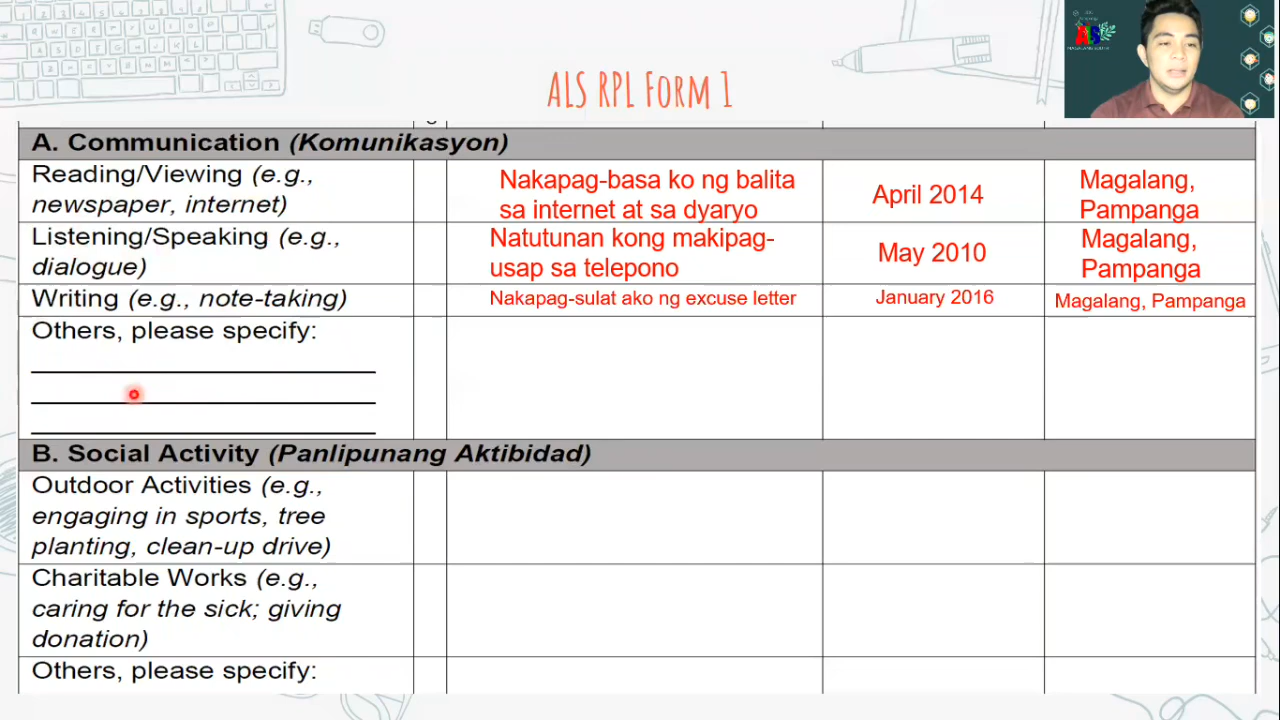 ALS RPL Form 1
A. Communication (Komunikasyon)
Reading/Viewing (e.g.,
newspaper, internet)
Nakapag-basa ko ng balita
sa internet at sa dyaryo
April 2014
Magalang,
Pampanga
Listening/Speaking (e.g.,
dialogue)
Natutunan kong makipag-
usap sa telepono
May 2010
Magalang,
Pampanga
Writing (e.g., note-taking)
Nakapag-sulat ako ng excuse letter
January 2016
Magalang, Pampanga
Others, please specify:
B. Social Activity (Panlipunang Aktibidad)
Outdoor Activities (e.g.,
engaging in sports, tree
planting, clean-up drive)
Charitable Works (e.g.,
caring for the sick; giving
donation)
Others, please specify: